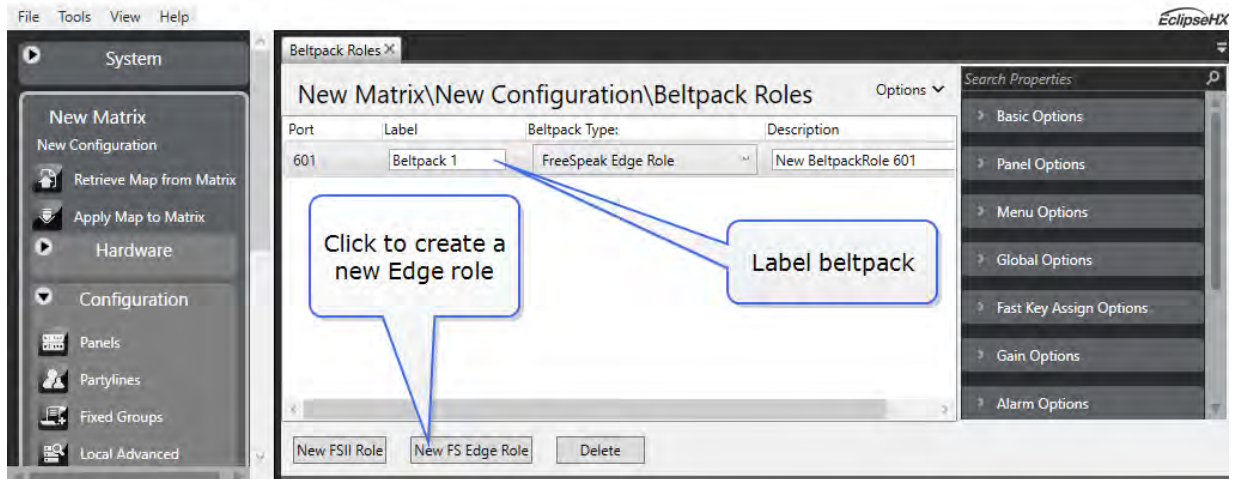 File Tools View Help
EclipseHX
System
New Matrix
New Configuration
Retrieve Map from Matrix
Apply Map to Matrix
Hardware
Configuration
Panels
Partylines
Fixed Groups
Local Advanced
Beltpack Roles
New Matrix\New Configuration\Beltpack Roles
Options
Port Label Beltpack Type: Description
601 Beltpack 1 FreeSpeak Edge Role New BeltpackRole 601
Click to create a
new Edge role
Label beltpack
New FSII Role New FS Edge Role Delete
Search Properties
Basic Options
Panel Options
Menu Options
Global Options
Fast Key Assign Options
Gain Options
Alarm Options